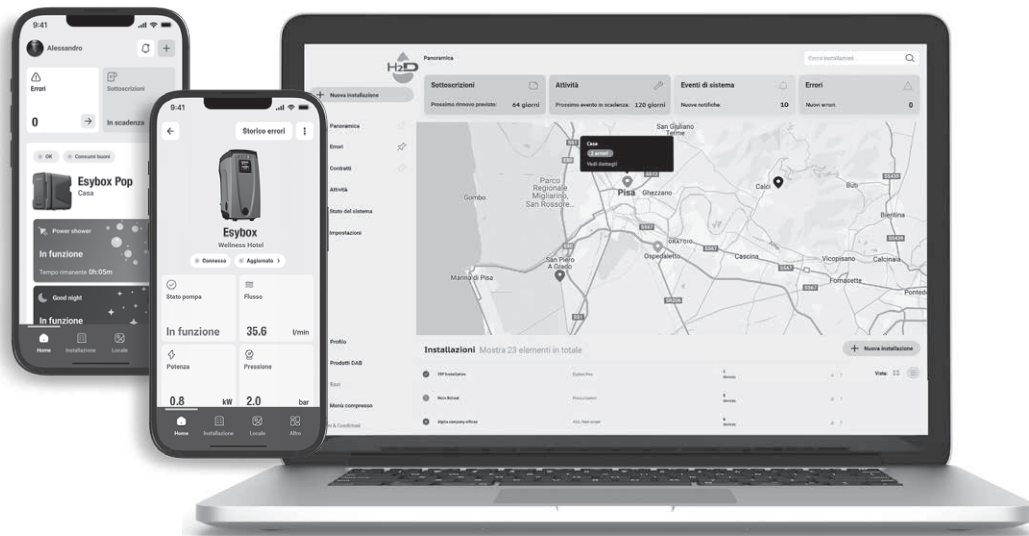 9:41
Alessandro
Errori
Sottoscrizioni
0
In scadenza
OK
Consumi buoni
Esybox Pop
Casa
Power shower
In funzione
Tempo rimanente 0h:05m
Good night
In funzione
Home
Installazione
Locale
9:41
Storico errori
Esybox
Wellness Hotel
Connesso
Aggiornato
Stato pompa
Flusso
In funzione
35.6
l/min
Potenza
Pressione
0.8
kW
2.0
bar
Home
Installazione
Locale
Altro
H2D
Panoramica
Cerca installazioni...
Nuova installazione
Panoramica
Errori
Contratti
Attività
Stato del sistema
Impostazioni
Profilo
Prodotti DAB
Esci
Menù compresso
Sottoscrizioni
Prossimo rinnovo previsto: 64 giorni
Attività
Prossimo evento in scadenza: 120 giorni
Eventi di sistema
Nuove notifiche: 10
Errori
Nuovi errori: 0
San Giuliano
Terme
Casa
2 errori
Vedi dettagli
Parco
Regionale
Migliarino,
San Rossore...
Gombo
Pisa
Ghezzano
Calci
Buti
Bientina
Marina di Pisa
San Piero
A Grado
Ospedaletto
Cascina
Vicopisano
Calcinaia
Fornacette
Ponted
Installazioni Mostra 23 elementi in totale
Nuova installazione
VIP Installation
Vista: